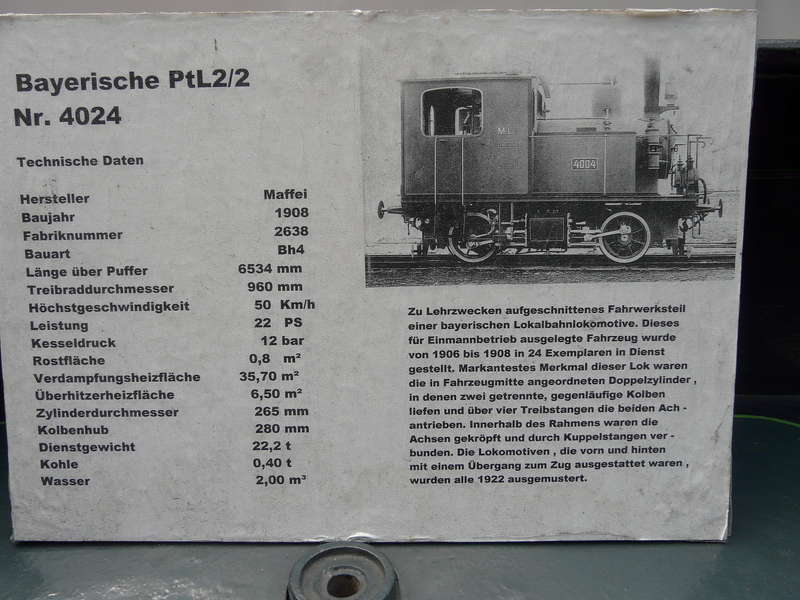 Bayerische PtL2/2
Nr. 4024
Technische Daten
Hersteller Maffei
Baujahr 1908
Fabriknummer 2638
Bauart Bh4
Länge über Puffer 6534 mm
Treibraddurchmesser 960 mm
Höchstgeschwindigkeit 50 Km/h
Leistung 22 PS
Kesseldruck 12 bar
Rostfläche 0,8 m²
Verdampfungsheizfläche 35,70 m²
Überhitzerheizfläche 6,50 m²
Zylinderdurchmesser 265 mm
Kolbenhub 280 mm
Dienstgewicht 22,2 t
Kohle 0,40 t
Wasser 2,00 m³
M.L.
4004
Zu Lehrzwecken aufgeschnittenes Fahrwerksteil
einer bayerischen Lokalbahnlokomotive. Dieses
für Einmannbetrieb ausgelegte Fahrzeug wurde
von 1906 bis 1908 in 24 Exemplaren in Dienst
gestellt. Markantestes Merkmal dieser Lok waren
die in Fahrzeugmitte angeordneten Doppelzylinder ,
in denen zwei getrennte, gegenläufige Kolben
liefen und über vier Treibstangen die beiden Ach -
antrieben. Innerhalb des Rahmens waren die
Achsen gekröpft und durch Kuppelstangen ver -
bunden. Die Lokomotiven , die vorn und hinten
mit einem Übergang zum Zug ausgestattet waren ,
wurden alle 1922 ausgemustert.